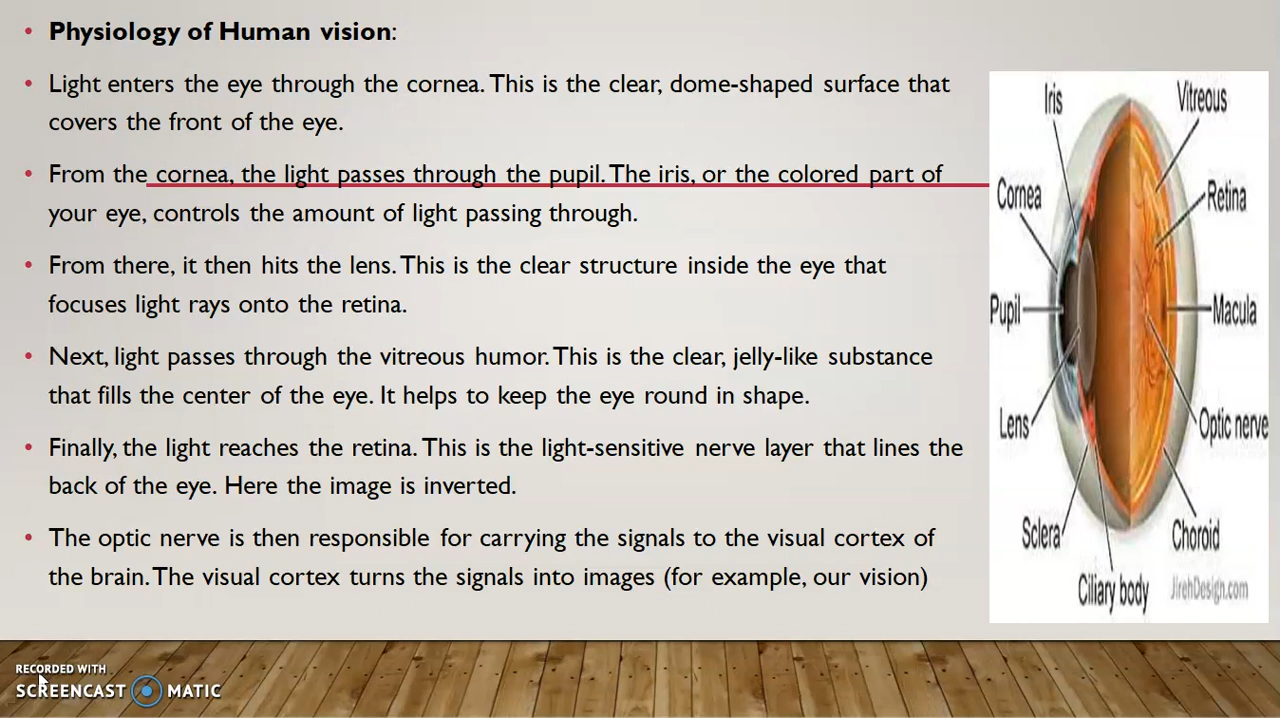 Physiology of Human vision:
Light enters the eye through the cornea. This is the clear, dome-shaped surface that
covers the front of the eye.
From the cornea, the light passes through the pupil. The iris, or the colored part of
your eye, controls the amount of light passing through.
From there, it then hits the lens. This is the clear structure inside the eye that
focuses light rays onto the retina.
Next, light passes through the vitreous humor. This is the clear, jelly-like substance
that fills the center of the eye. It helps to keep the eye round in shape.
Finally, the light reaches the retina. This is the light-sensitive nerve layer that lines the
back of the eye. Here the image is inverted.
The optic nerve is then responsible for carrying the signals to the visual cortex of
the brain. The visual cortex turns the signals into images (for example, our vision)
Iris
Vitreous
Cornea
Retina
Pupil
Macula
Lens
Optic nerve
Sclera
Choroid
Ciliary body
JirehDesign.com
RECORDED WITH
SCREENCAST MATIC